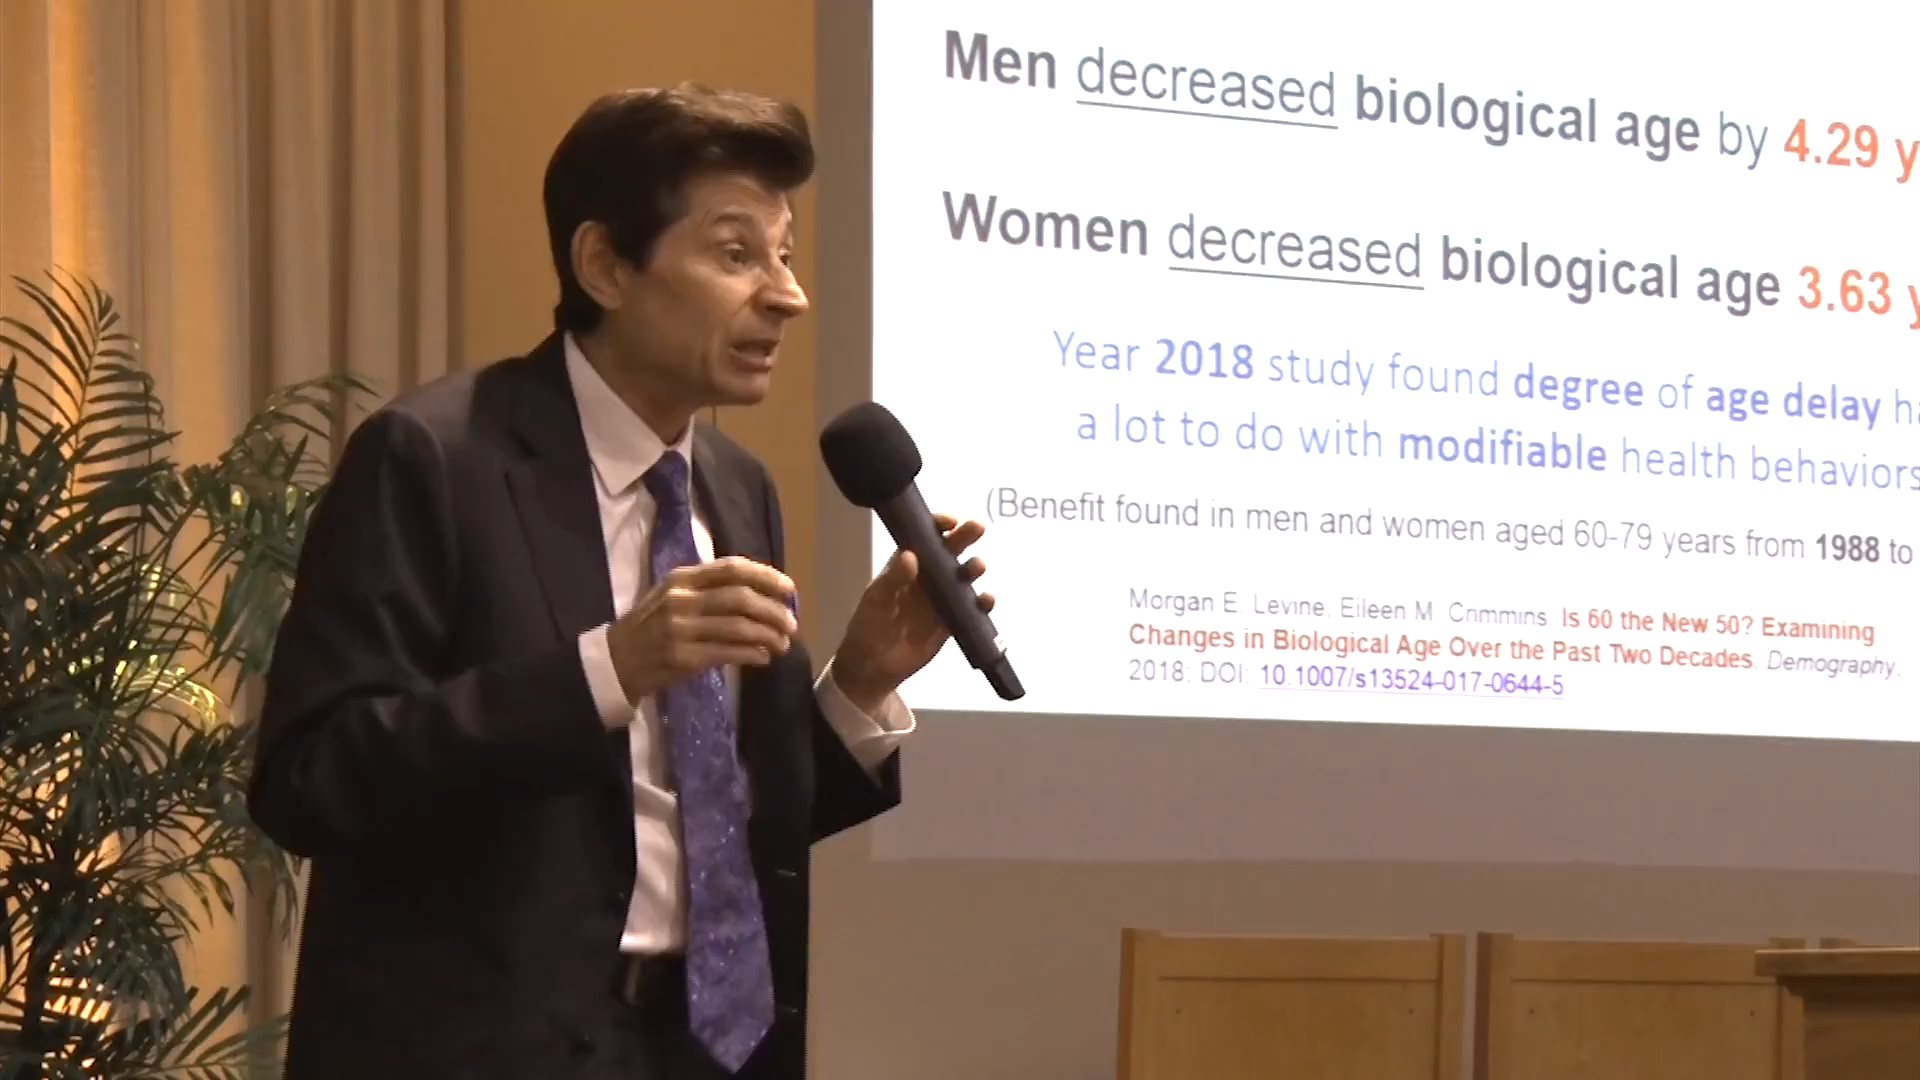 Men decreased biological age by 4.29 y
Women decreased biological age 3.63 y
Year 2018 study found degree of age delay ha
a lot to do with modifiable health behaviors
(Benefit found in men and women aged 60-79 years from 1988 to
Morgan E. Levine, Eileen M. Crimmins. Is 60 the New 50? Examining
Changes in Biological Age Over the Past Two Decades. Demography.
2018; DOI: 10.1007/s13524-017-0644-5